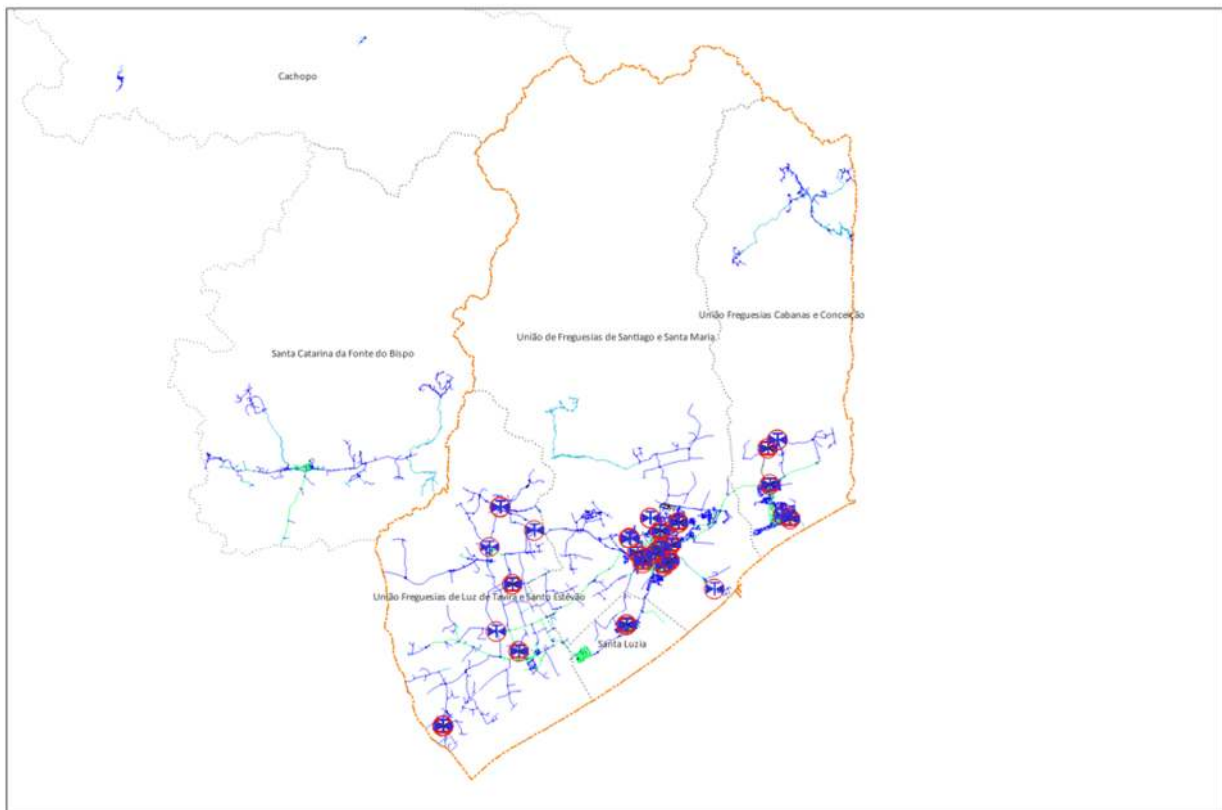 Cachopo
União Freguesias Cabanas e Conceição
União de Freguesias de Santiago e Santa Maria
Santa Catarina da Fonte do Bispo
União Freguesias de Luz de Tavira e Santo Estevão
Santa Luzia